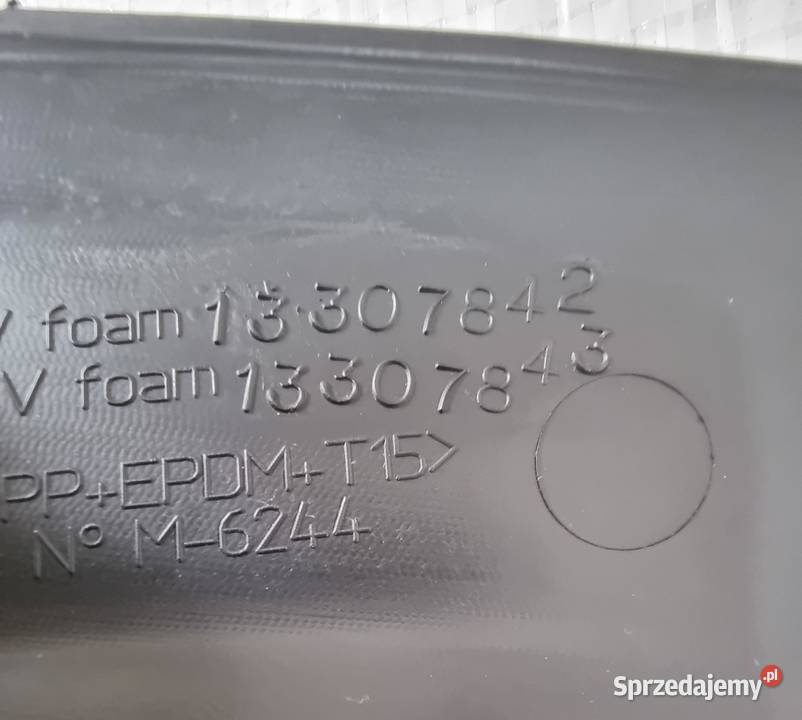 V foam 13307842
V foam 13307843
PP+EPDM+T15<
N° M-6244
Sprzedajemy.pl